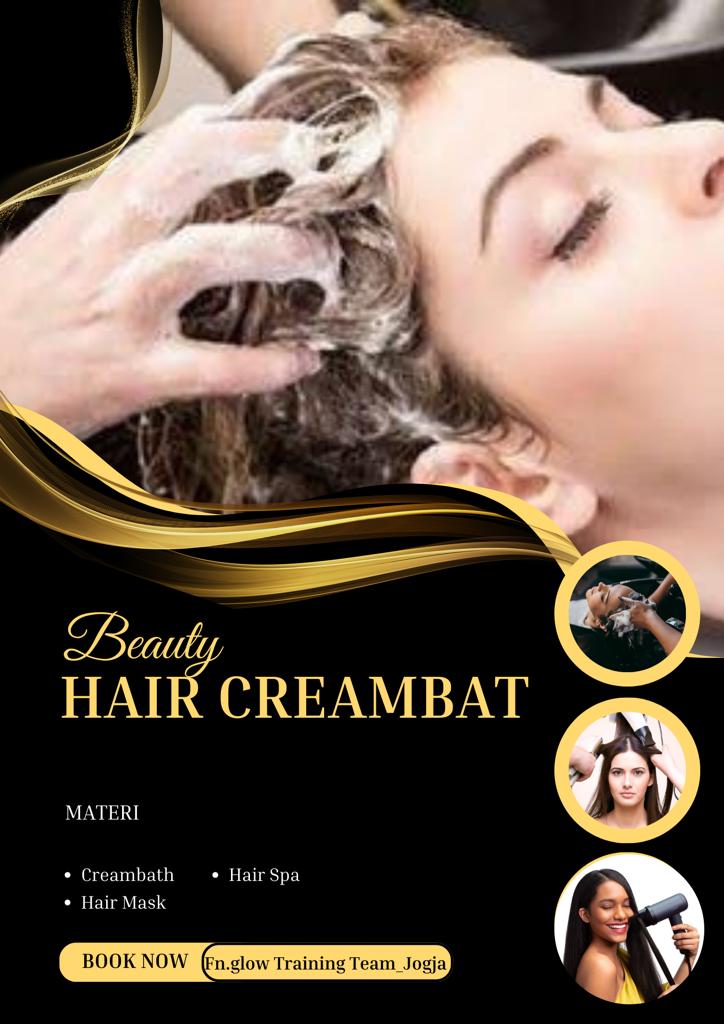 Beauty
HAIR CREAMBAT
MATERI
• Creambath • Hair Spa
• Hair Mask
BOOK NOW Fn.glow Training Team_Jogja